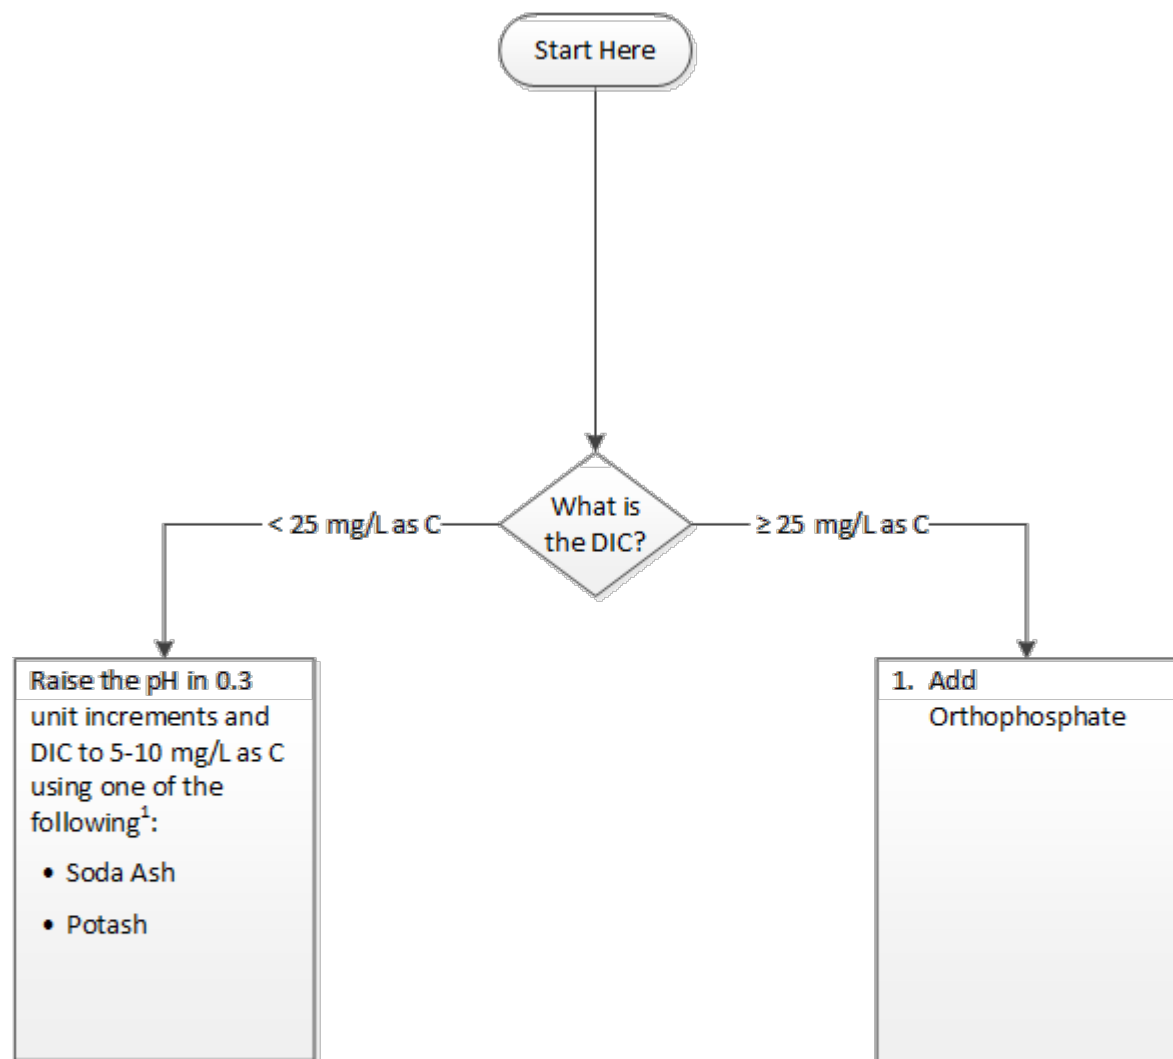 Start Here
What is
the DIC?
< 25 mg/L as C
≥ 25 mg/L as C
Raise the pH in 0.3
unit increments and
DIC to 5-10 mg/L as C
using one of the
following¹:
• Soda Ash
• Potash
1. Add
Orthophosphate